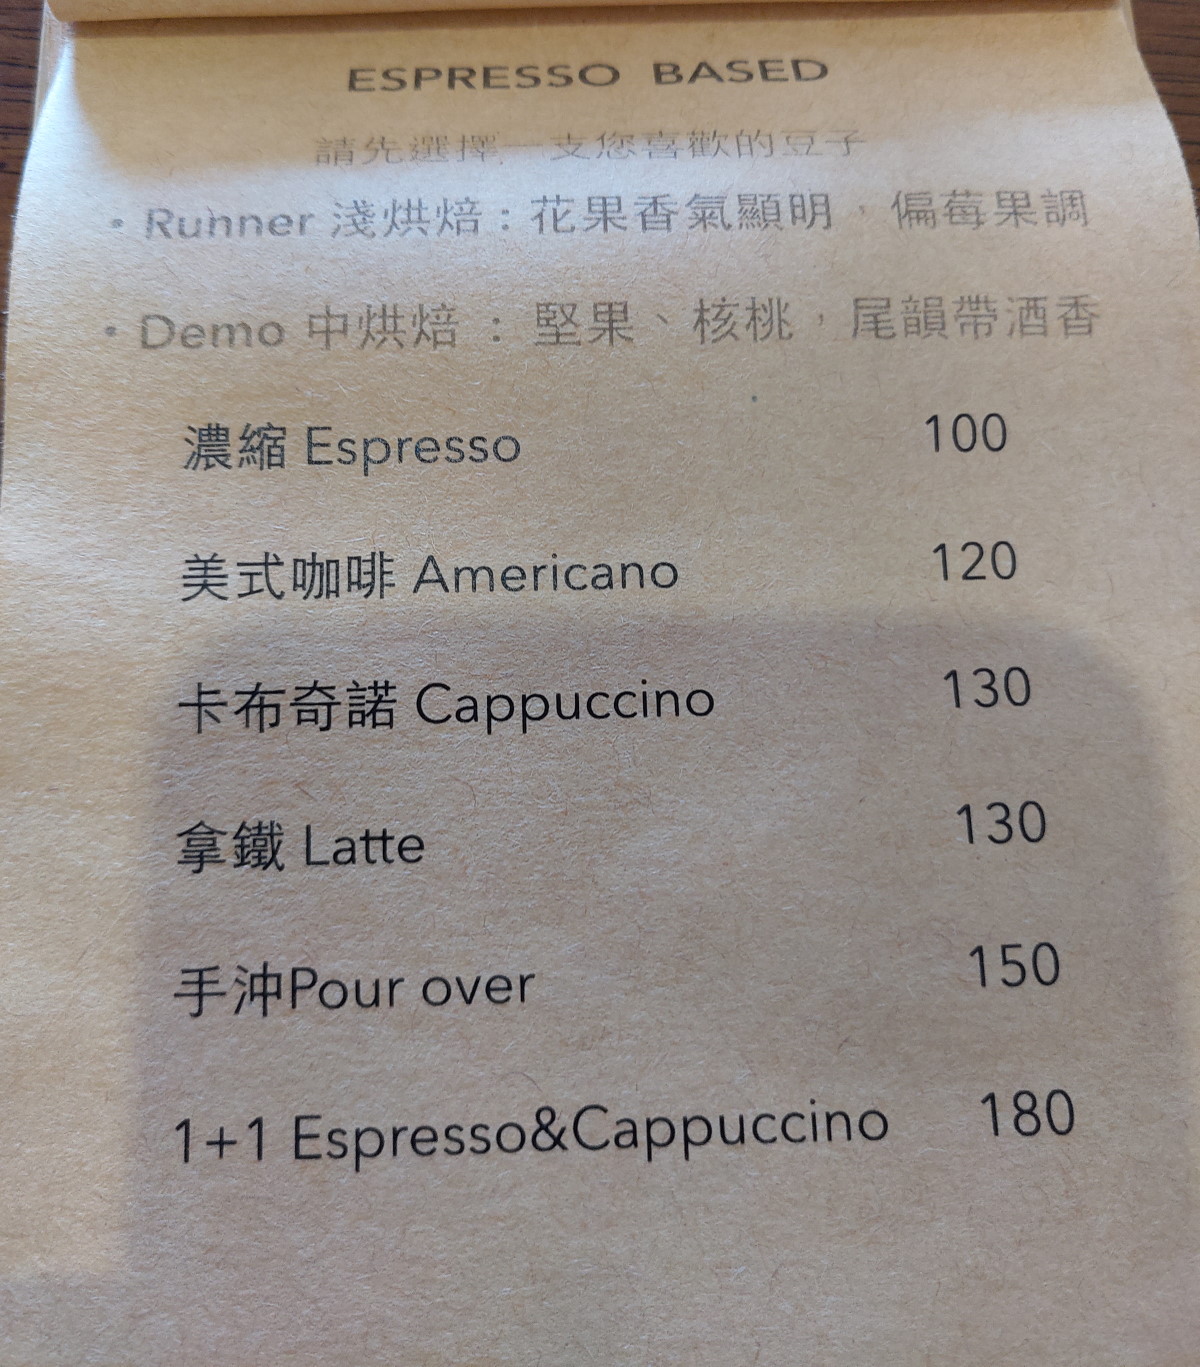 ESPRESSO BASED
請先選擇一支您喜歡的豆子
・Runner 淺烘焙：花果香氣顯明，偏莓果調
・Demo 中烘焙：堅果、核桃，尾韻帶酒香
濃縮 Espresso 100
美式咖啡 Americano 120
卡布奇諾 Cappuccino 130
拿鐵 Latte 130
手沖Pour over 150
1+1 Espresso&Cappuccino 180